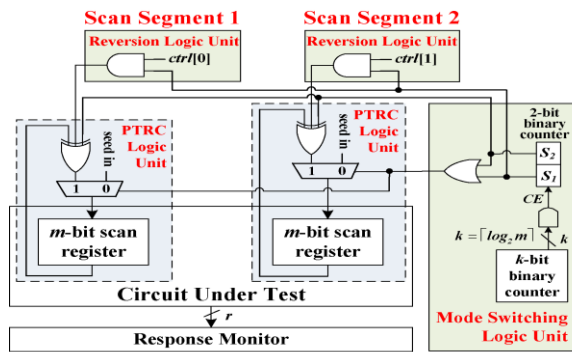 Scan Segment 1
Scan Segment 2
Reversion Logic Unit
Reversion Logic Unit
ctrl[0]
ctrl[1]
PTRC
Logic
Unit
seed in
1 0
m-bit scan
register
PTRC
Logic
Unit
seed in
1 0
m-bit scan
register
2-bit
binary
counter
S2
S1
CE
k=⌈log2 m⌉
k
k-bit
binary
counter
Circuit Under Test
r
Response Monitor
Mode Switching
Logic Unit